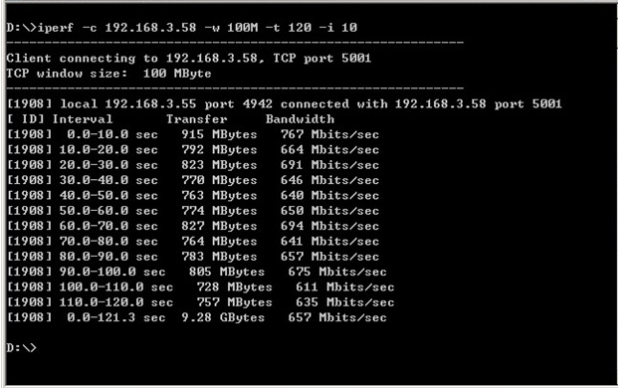 D:\>iperf -c 192.168.3.58 -w 100M -t 120 -i 10
------------------------------------------------------------
Client connecting to 192.168.3.58, TCP port 5001
TCP window size:  100 MByte
------------------------------------------------------------
[1908] local 192.168.3.55 port 4942 connected with 192.168.3.58 port 5001
[ ID] Interval       Transfer     Bandwidth
[1908]  0.0-10.0 sec   915 MBytes   767 Mbits/sec
[1908] 10.0-20.0 sec   792 MBytes   664 Mbits/sec
[1908] 20.0-30.0 sec   823 MBytes   691 Mbits/sec
[1908] 30.0-40.0 sec   770 MBytes   646 Mbits/sec
[1908] 40.0-50.0 sec   763 MBytes   640 Mbits/sec
[1908] 50.0-60.0 sec   774 MBytes   650 Mbits/sec
[1908] 60.0-70.0 sec   827 MBytes   694 Mbits/sec
[1908] 70.0-80.0 sec   764 MBytes   641 Mbits/sec
[1908] 80.0-90.0 sec   783 MBytes   657 Mbits/sec
[1908] 90.0-100.0 sec   805 MBytes   675 Mbits/sec
[1908] 100.0-110.0 sec   728 MBytes   611 Mbits/sec
[1908] 110.0-120.0 sec   757 MBytes   635 Mbits/sec
[1908]  0.0-121.3 sec  9.28 GBytes   657 Mbits/sec
D:\>